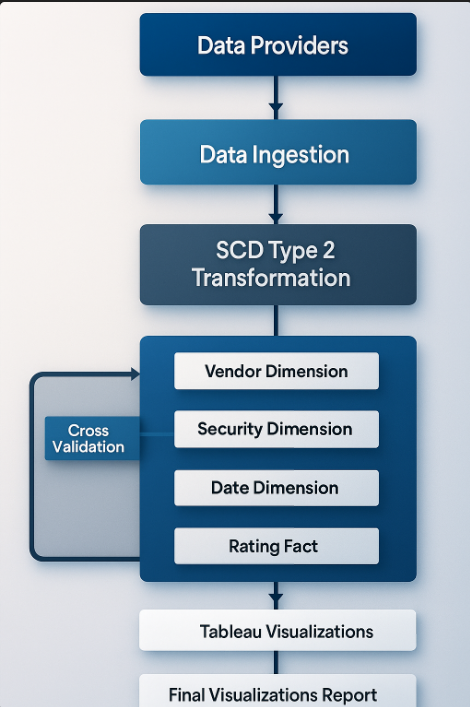 Data Providers
Data Ingestion
SCD Type 2
Transformation
Vendor Dimension
Cross
Validation
Security Dimension
Date Dimension
Rating Fact
Tableau Visualizations
Final Visualizations Report